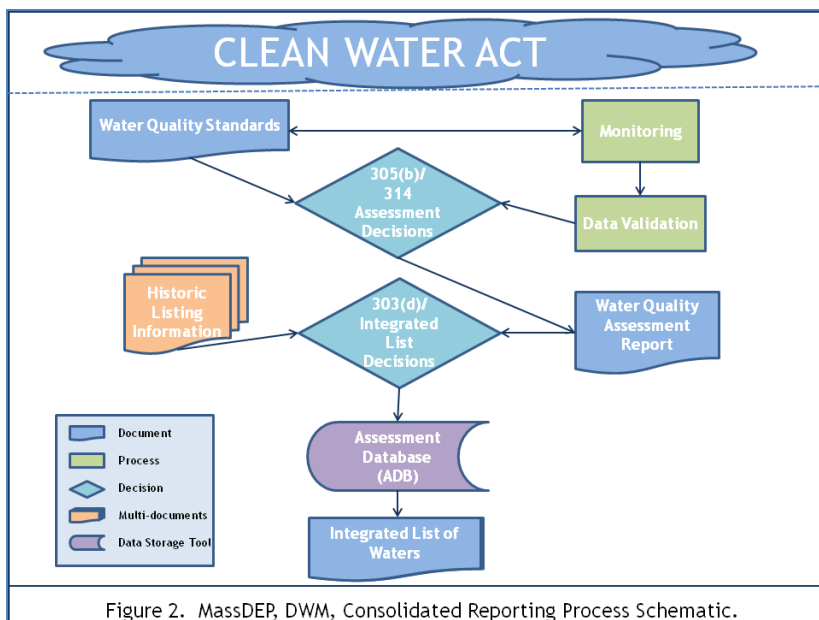 CLEAN WATER ACT
Water Quality Standards
Monitoring
305(b)/
314
Assessment
Decisions
Data Validation
Historic
Listing
Information
303(d)/
Integrated
List
Decisions
Water Quality
Assessment
Report
Assessment
Database
(ADB)
Integrated List of
Waters
Document
Process
Decision
Multi-documents
Data Storage Tool
Figure 2. MassDEP, DWM, Consolidated Reporting Process Schematic.